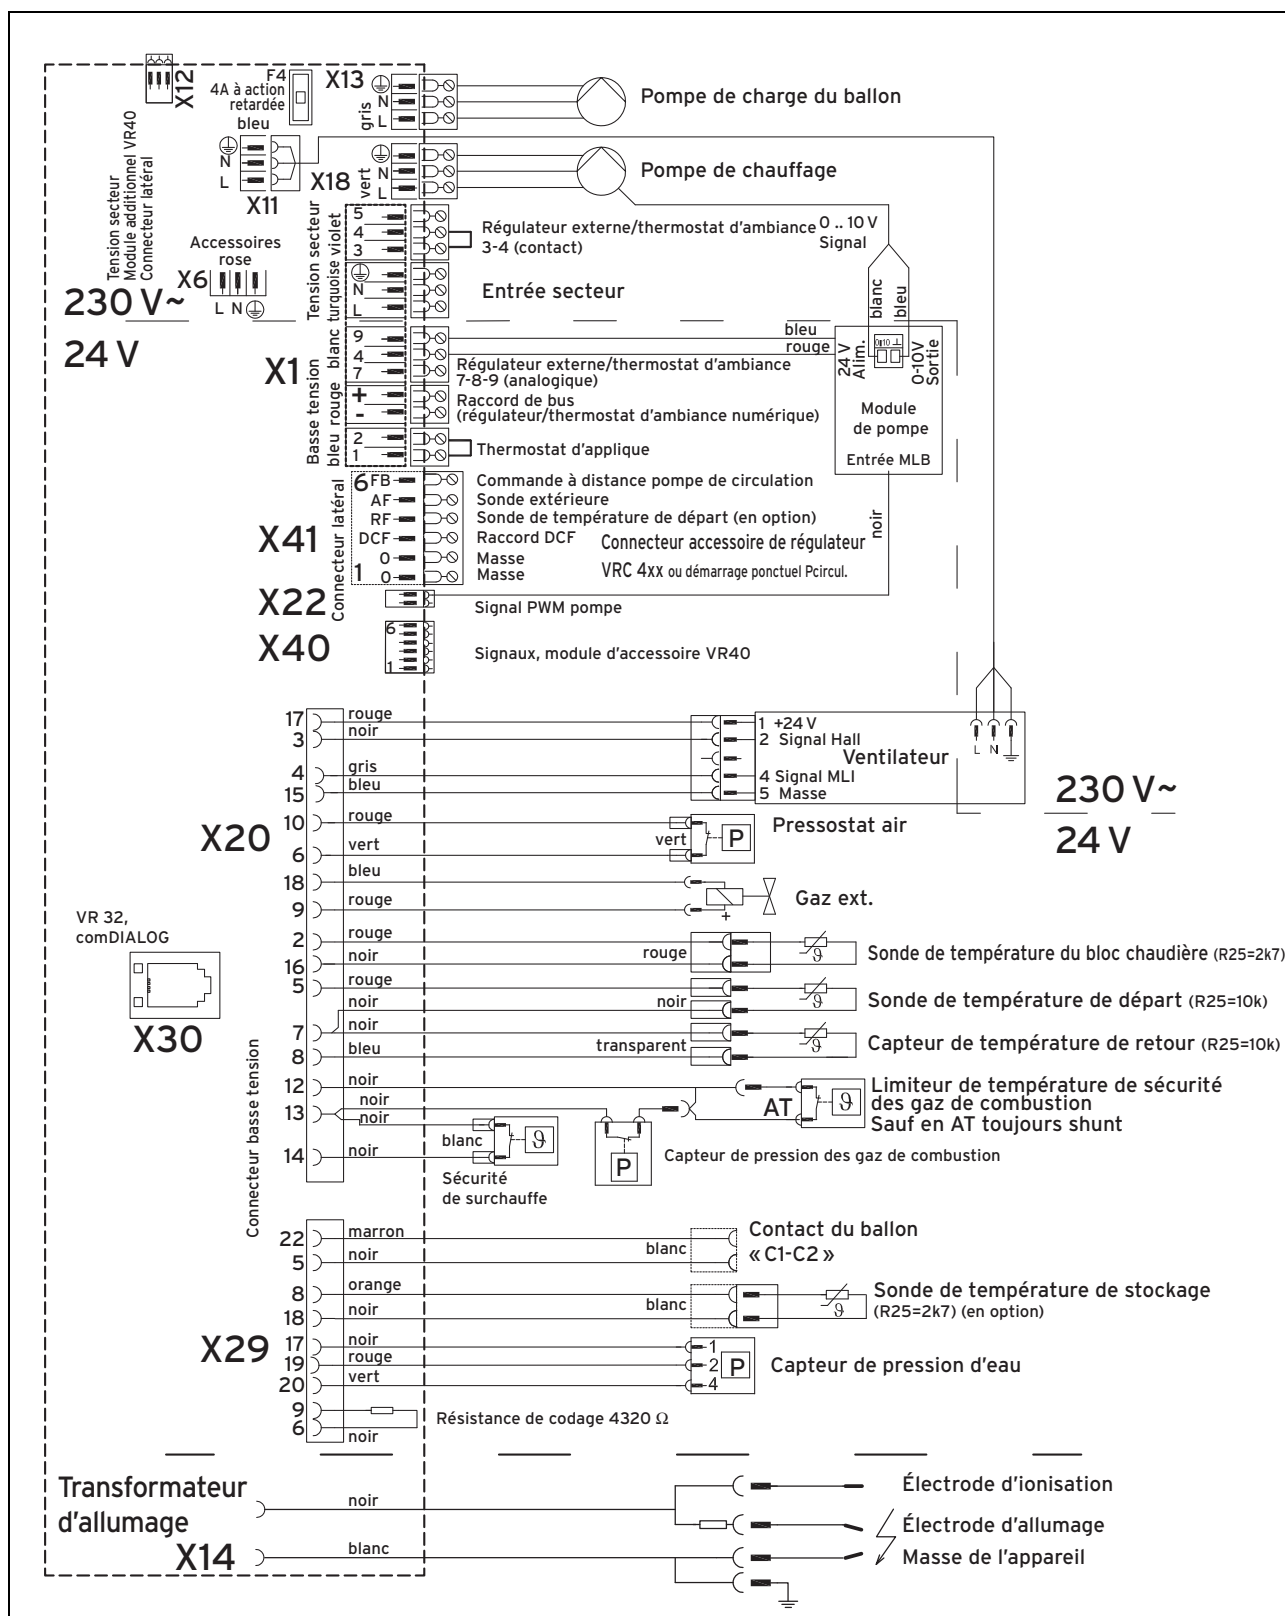 X12
F4
4A à action
retardée
bleu
X13
gris
N
L
Pompe de charge du ballon
Tension secteur
Module additionnel VR40
Connecteur latéral
N
L
X11
X18
vert
N
L
Pompe de chauffage
Accessoires
rose
X6
L N
Tension secteur
turquoise violet
5
4
3
Régulateur externe/thermostat d'ambiance
3-4 (contact)
0 .. 10 V
Signal
N
L
Entrée secteur
blanc
bleu
230 V~
24 V
X1
Basse tension
bleu rouge blanc
9
4
7
bleu
rouge
Régulateur externe/thermostat d'ambiance
7-8-9 (analogique)
+
-
Raccord de bus
(régulateur/thermostat d'ambiance numérique)
2
1
Thermostat d'applique
24 V
Alim.
0-10V
Sortie
Module
de pompe
Entrée MLB
noir
X41
Connecteur latéral
6 FB
AF
RF
DCF
0
1 0
Commande à distance pompe de circulation
Sonde extérieure
Sonde de température de départ (en option)
Raccord DCF
Masse
Masse
Connecteur accessoire de régulateur
VRC 4xx ou démarrage ponctuel Pcircul.
X22
Signal PWM pompe
X40
6
1
Signaux, module d'accessoire VR40
17 rouge
3 noir
4 gris
15 bleu
1 +24 V
2 Signal Hall
4 Signal MLI
5 Masse
Ventilateur
L N
230 V~
24 V
X20
10 rouge
6 vert
vert
P
Pressostat air
18 bleu
9 rouge
+
Gaz ext.
VR 32,
comDIALOG
X30
2 rouge
16 noir
rouge
ϑ
Sonde de température du bloc chaudière (R25=2k7)
5 rouge
noir
noir
ϑ
Sonde de température de départ (R25=10k)
7 noir
8 bleu
transparent
ϑ
Capteur de température de retour (R25=10k)
Connecteur basse tension
12 noir
13 noir
noir
14 noir
blanc
ϑ
Sécurité
de surchauffe
P
Capteur de pression des gaz de combustion
AT
ϑ
Limiteur de température de sécurité
des gaz de combustion
Sauf en AT toujours shunt
X29
22 marron
5 noir
blanc
Contact du ballon
« C1-C2 »
8 orange
18 noir
blanc
ϑ
Sonde de température de stockage
(R25=2k7) (en option)
17 noir
19 rouge
20 vert
1
2
4
P
Capteur de pression d'eau
9
6
noir
Résistance de codage 4320 Ω
Transformateur
d'allumage
X14
noir
blanc
Électrode d'ionisation
Électrode d'allumage
Masse de l'appareil